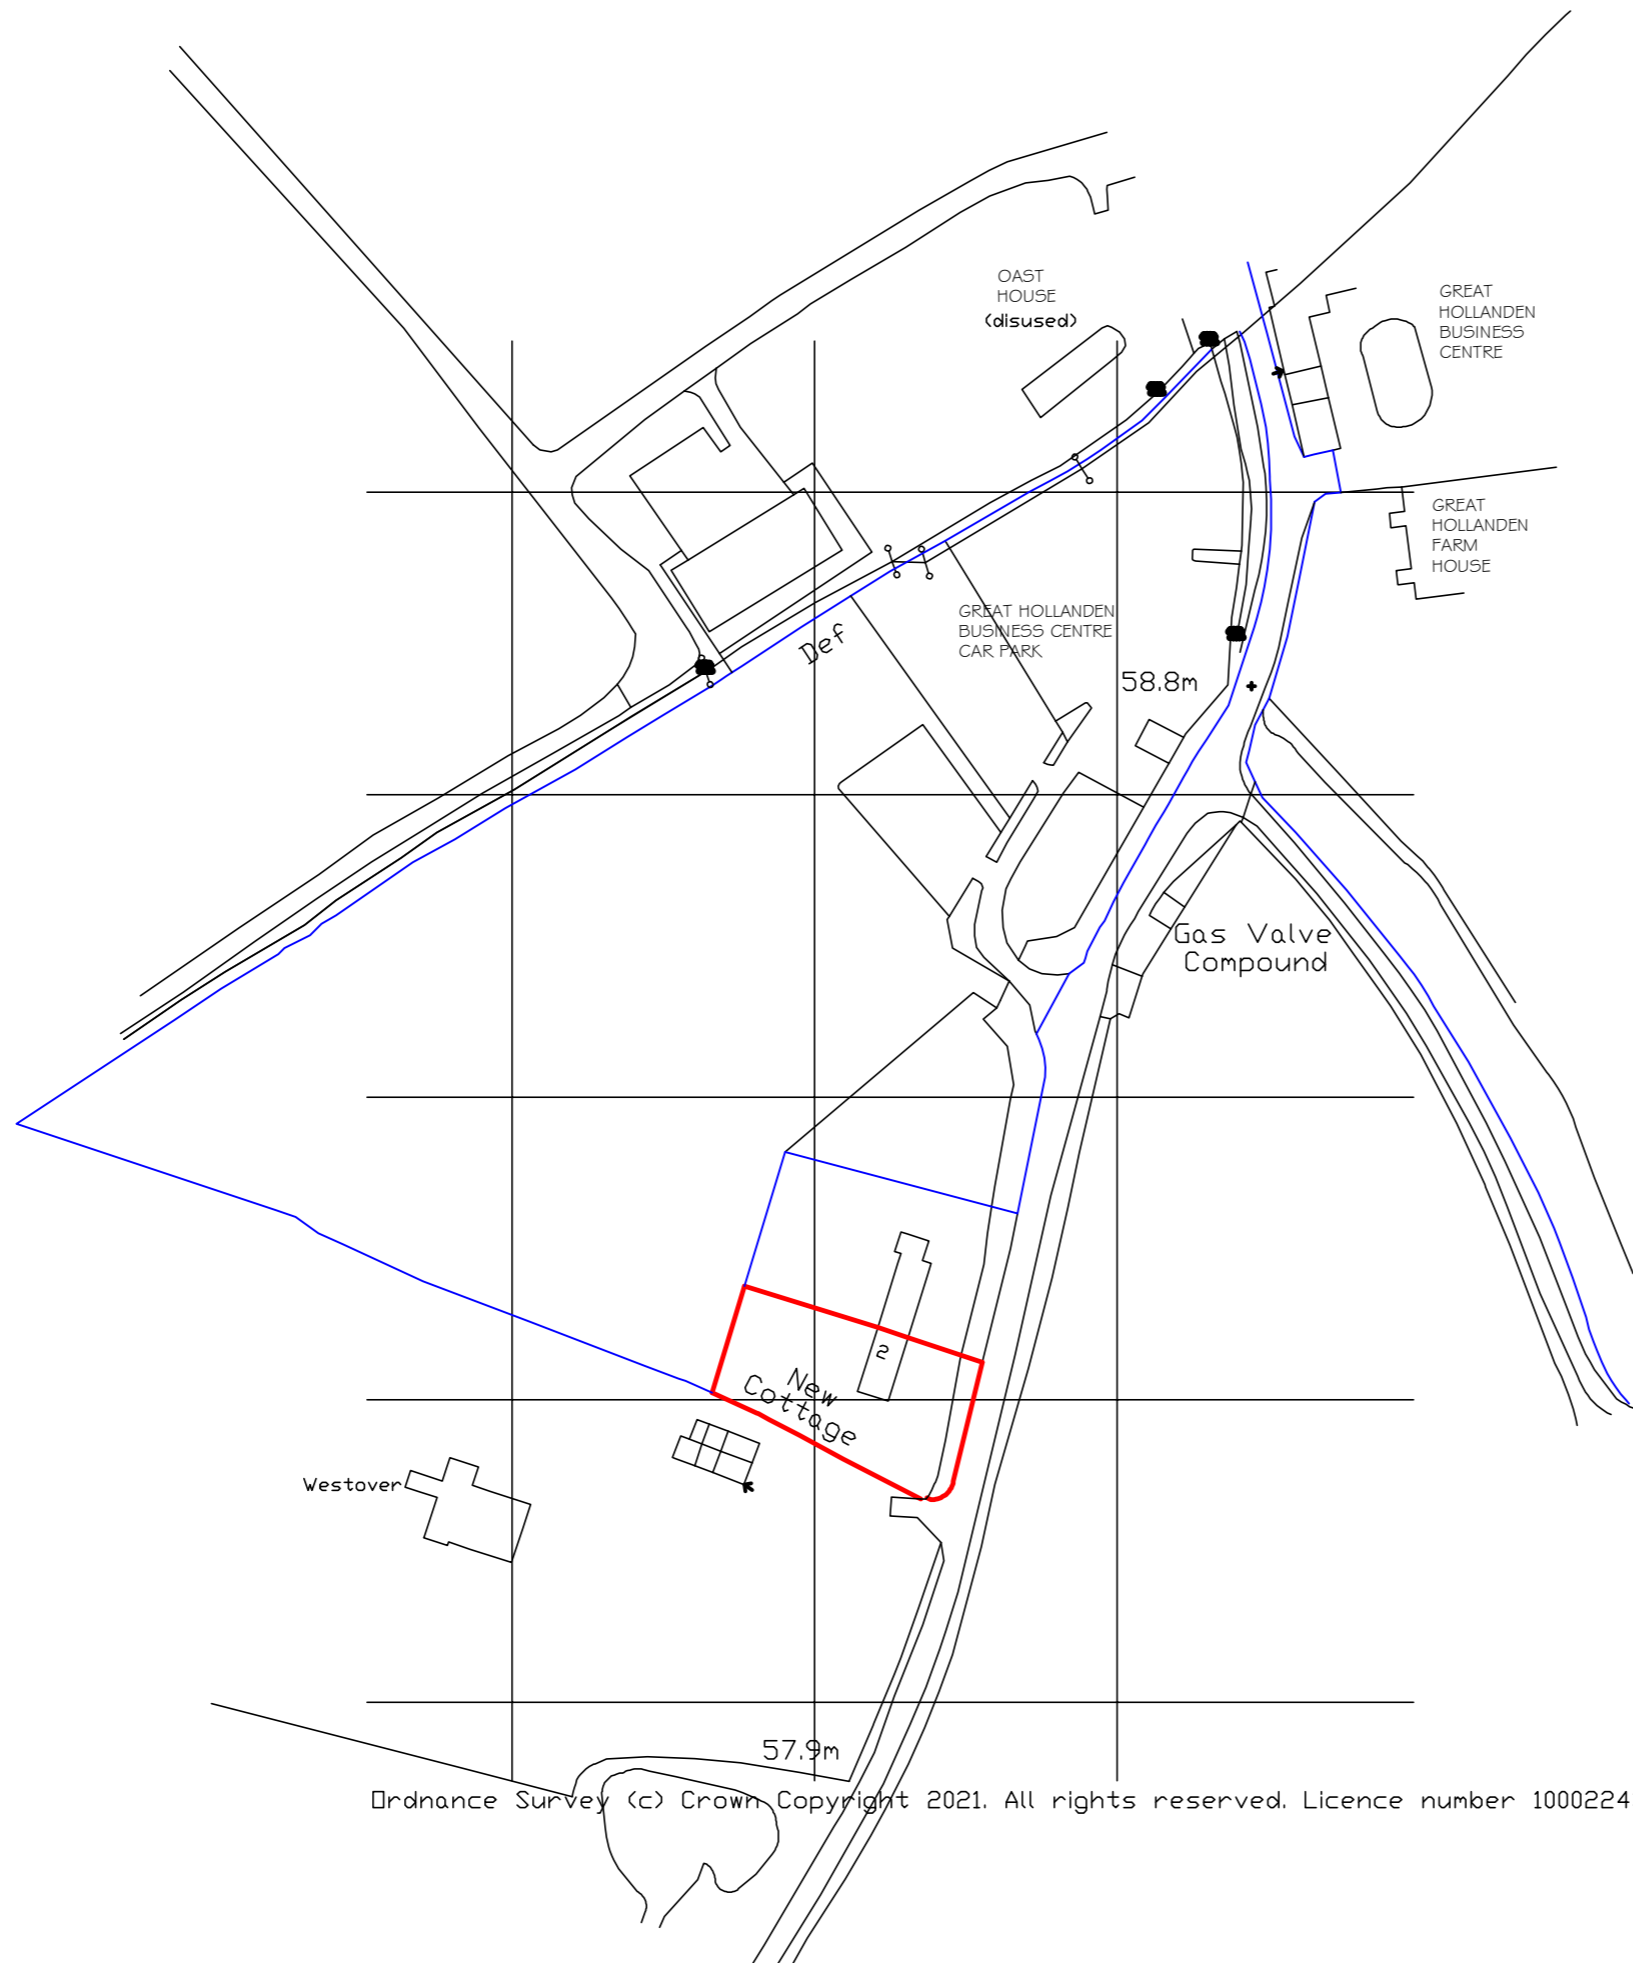 OAST
HOUSE
(disused)
GREAT
HOLLANDEN
BUSINESS
CENTRE
GREAT
HOLLANDEN
FARM
HOUSE
GREAT HOLLANDEN
BUSINESS CENTRE
CAR PARK
Def
58.8m
Gas Valve
Compound
2
New
Cottage
Westover
57.9m
Ordnance Survey (c) Crown Copyright 2021. All rights reserved. Licence number 1000224